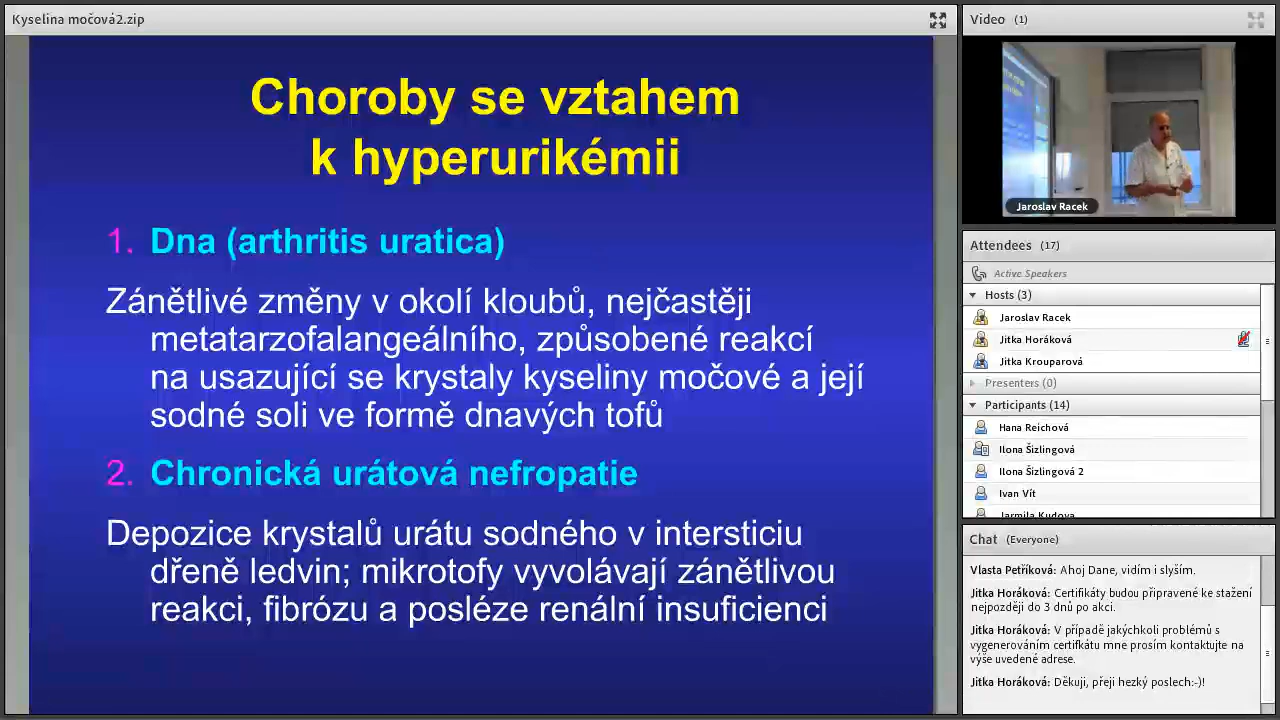 Kyselina močová2.zip
Choroby se vztahem
k hyperurikémii
1. Dna (arthritis uratica)
Zánětlivé změny v okolí kloubů, nejčastěji
metatarzofalangeálního, způsobené reakcí
na usazující se krystaly kyseliny močové a její
sodné soli ve formě dnavých tofů
2. Chronická urátová nefropatie
Depozice krystalů urátu sodného v intersticiu
dřeně ledvin; mikrotofy vyvolávají zánětlivou
reakci, fibrózu a posléze renální insuficienci
Video (1)
Jaroslav Racek
Attendees (17)
Active Speakers
Hosts (3)
Jaroslav Racek
Jitka Horáková
Jitka Krouparová
Presenters (0)
Participants (14)
Hana Reichová
Ilona Šizlingová
Ilona Šizlingová 2
Ivan Vít
Jarmila Kudova
Chat (Everyone)
Vlasta Petříková: Ahoj Dane, vidím i slyším.
Jitka Horáková: Certifikáty budou připravené ke stažení
nejpozději do 3 dnů po akci.
Jitka Horáková: V případě jakýchkoli problémů s
vygenerováním certifkátu mne prosím kontaktujte na
výše uvedené adrese.
Jitka Horáková: Děkuji, přeji hezký poslech:-)!